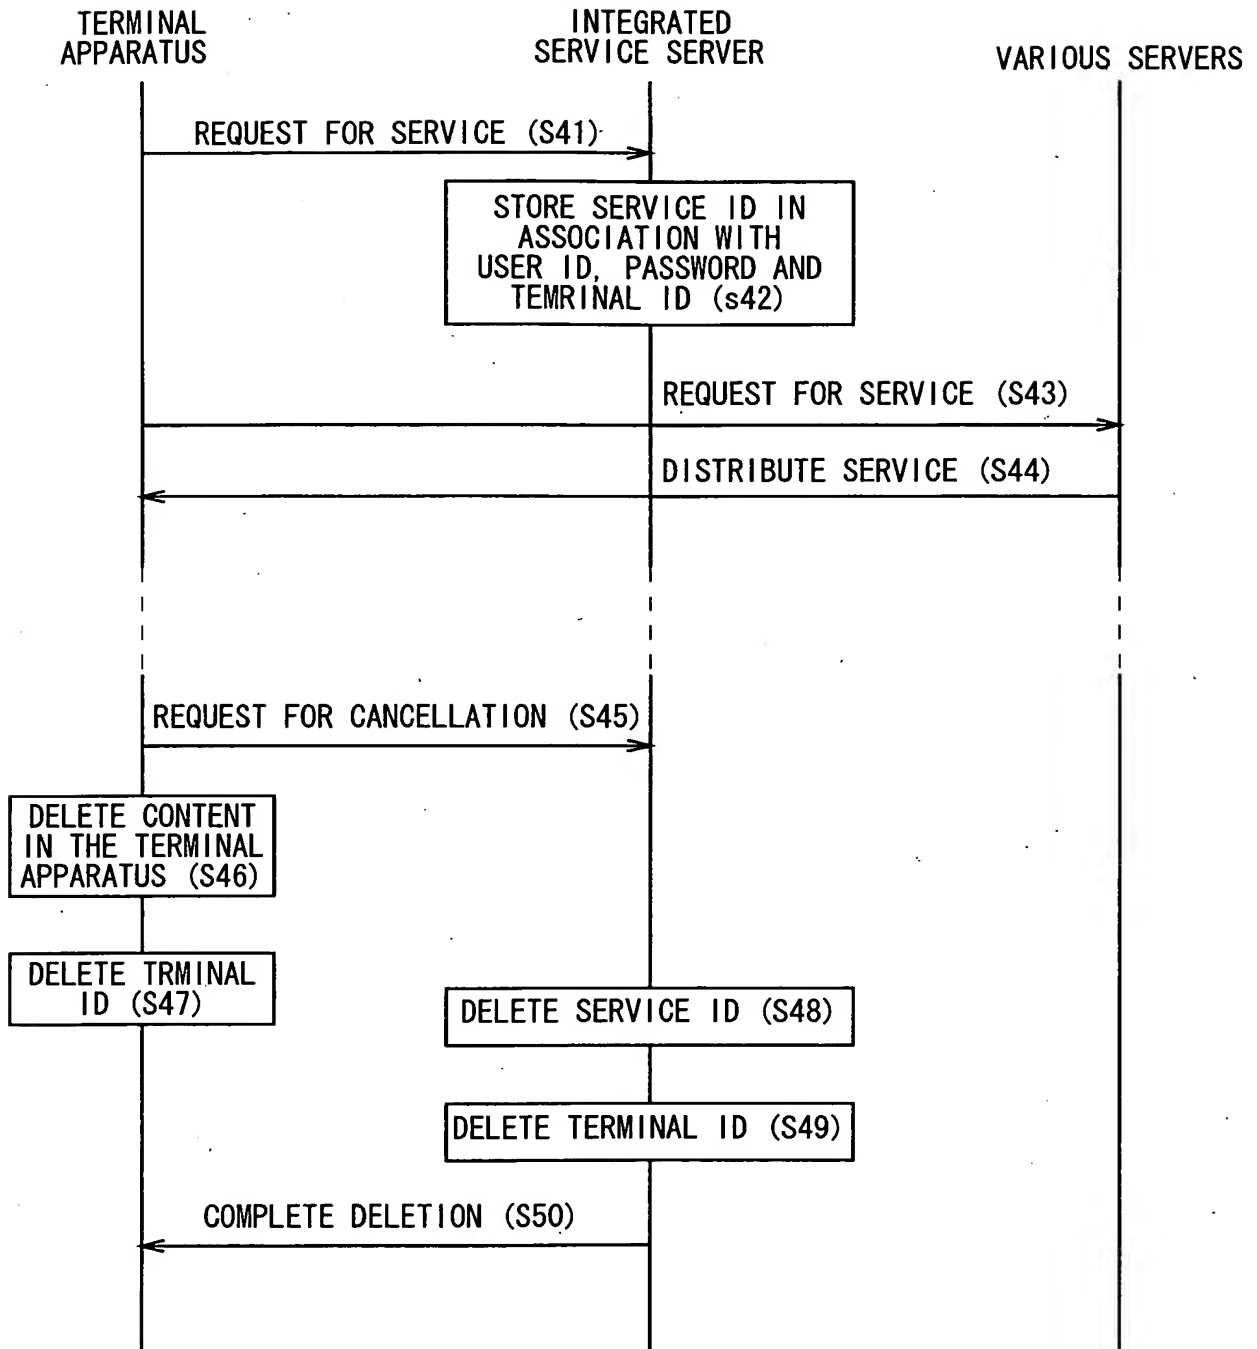 TERMINAL
APPARATUS
INTEGRATED
SERVICE SERVER
VARIOUS SERVERS
REQUEST FOR SERVICE (S41)
STORE SERVICE ID IN
ASSOCIATION WITH
USER ID, PASSWORD AND
TEMRINAL ID (s42)
REQUEST FOR SERVICE (S43)
DISTRIBUTE SERVICE (S44)
REQUEST FOR CANCELLATION (S45)
DELETE CONTENT
IN THE TERMINAL
APPARATUS (S46)
DELETE TRMINAL
ID (S47)
DELETE SERVICE ID (S48)
DELETE TERMINAL ID (S49)
COMPLETE DELETION (S50)